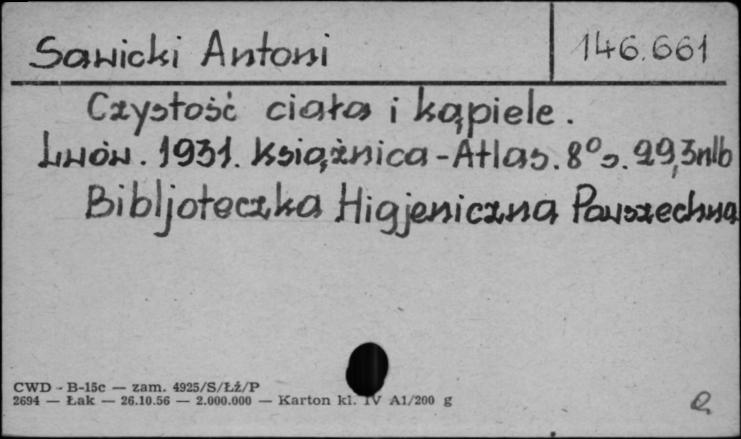 Sawicki Antoni
146.661
Czystość ciała i kąpiele.
Lwów. 1931. Książnica-Atlas. 8° s. 29,3nlb
Bibljoteczka Higjeniczna Powszechna
CWD - B-15c — zam. 4925/S/ŁŹ/P
2694 — Łak — 26.10.56 — 2.000.000 — Karton kl. IV A1/200 g